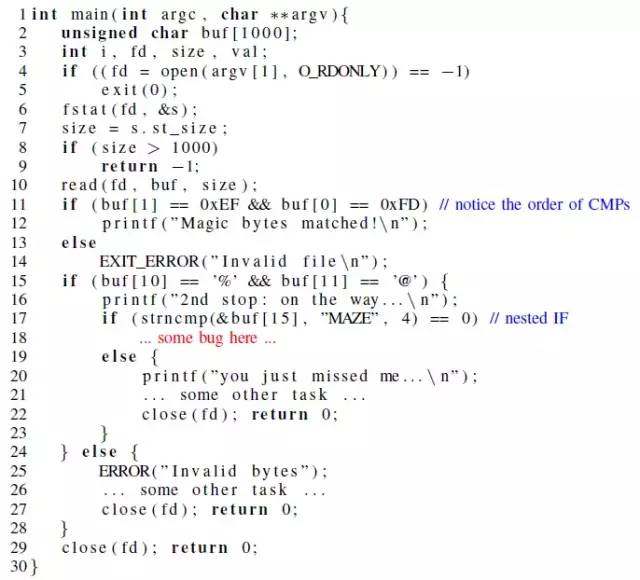 1 int main(int argc, char **argv){
2 unsigned char buf[1000];
3 int i, fd, size, val;
4 if ((fd = open(argv[1], O_RDONLY)) == -1)
5 exit(0);
6 fstat(fd, &s);
7 size = s.st_size;
8 if (size > 1000)
9 return -1;
10 read(fd, buf, size);
11 if (buf[1] == 0xEF && buf[0] == 0xFD) // notice the order of CMPs
12 printf("Magic bytes matched!\n");
13 else
14 EXIT_ERROR("Invalid file\n");
15 if (buf[10] == '%' && buf[11] == '@') {
16 printf("2nd stop: on the way...\n");
17 if (strncmp(&buf[15], "MAZE", 4) == 0) // nested IF
18 ... some bug here ...
19 else {
20 printf("you just missed me...\n");
21 ... some other task ...
22 close(fd); return 0;
23 }
24 } else {
25 ERROR("Invalid bytes");
26 ... some other task ...
27 close(fd); return 0;
28 }
29 close(fd); return 0;
30 }